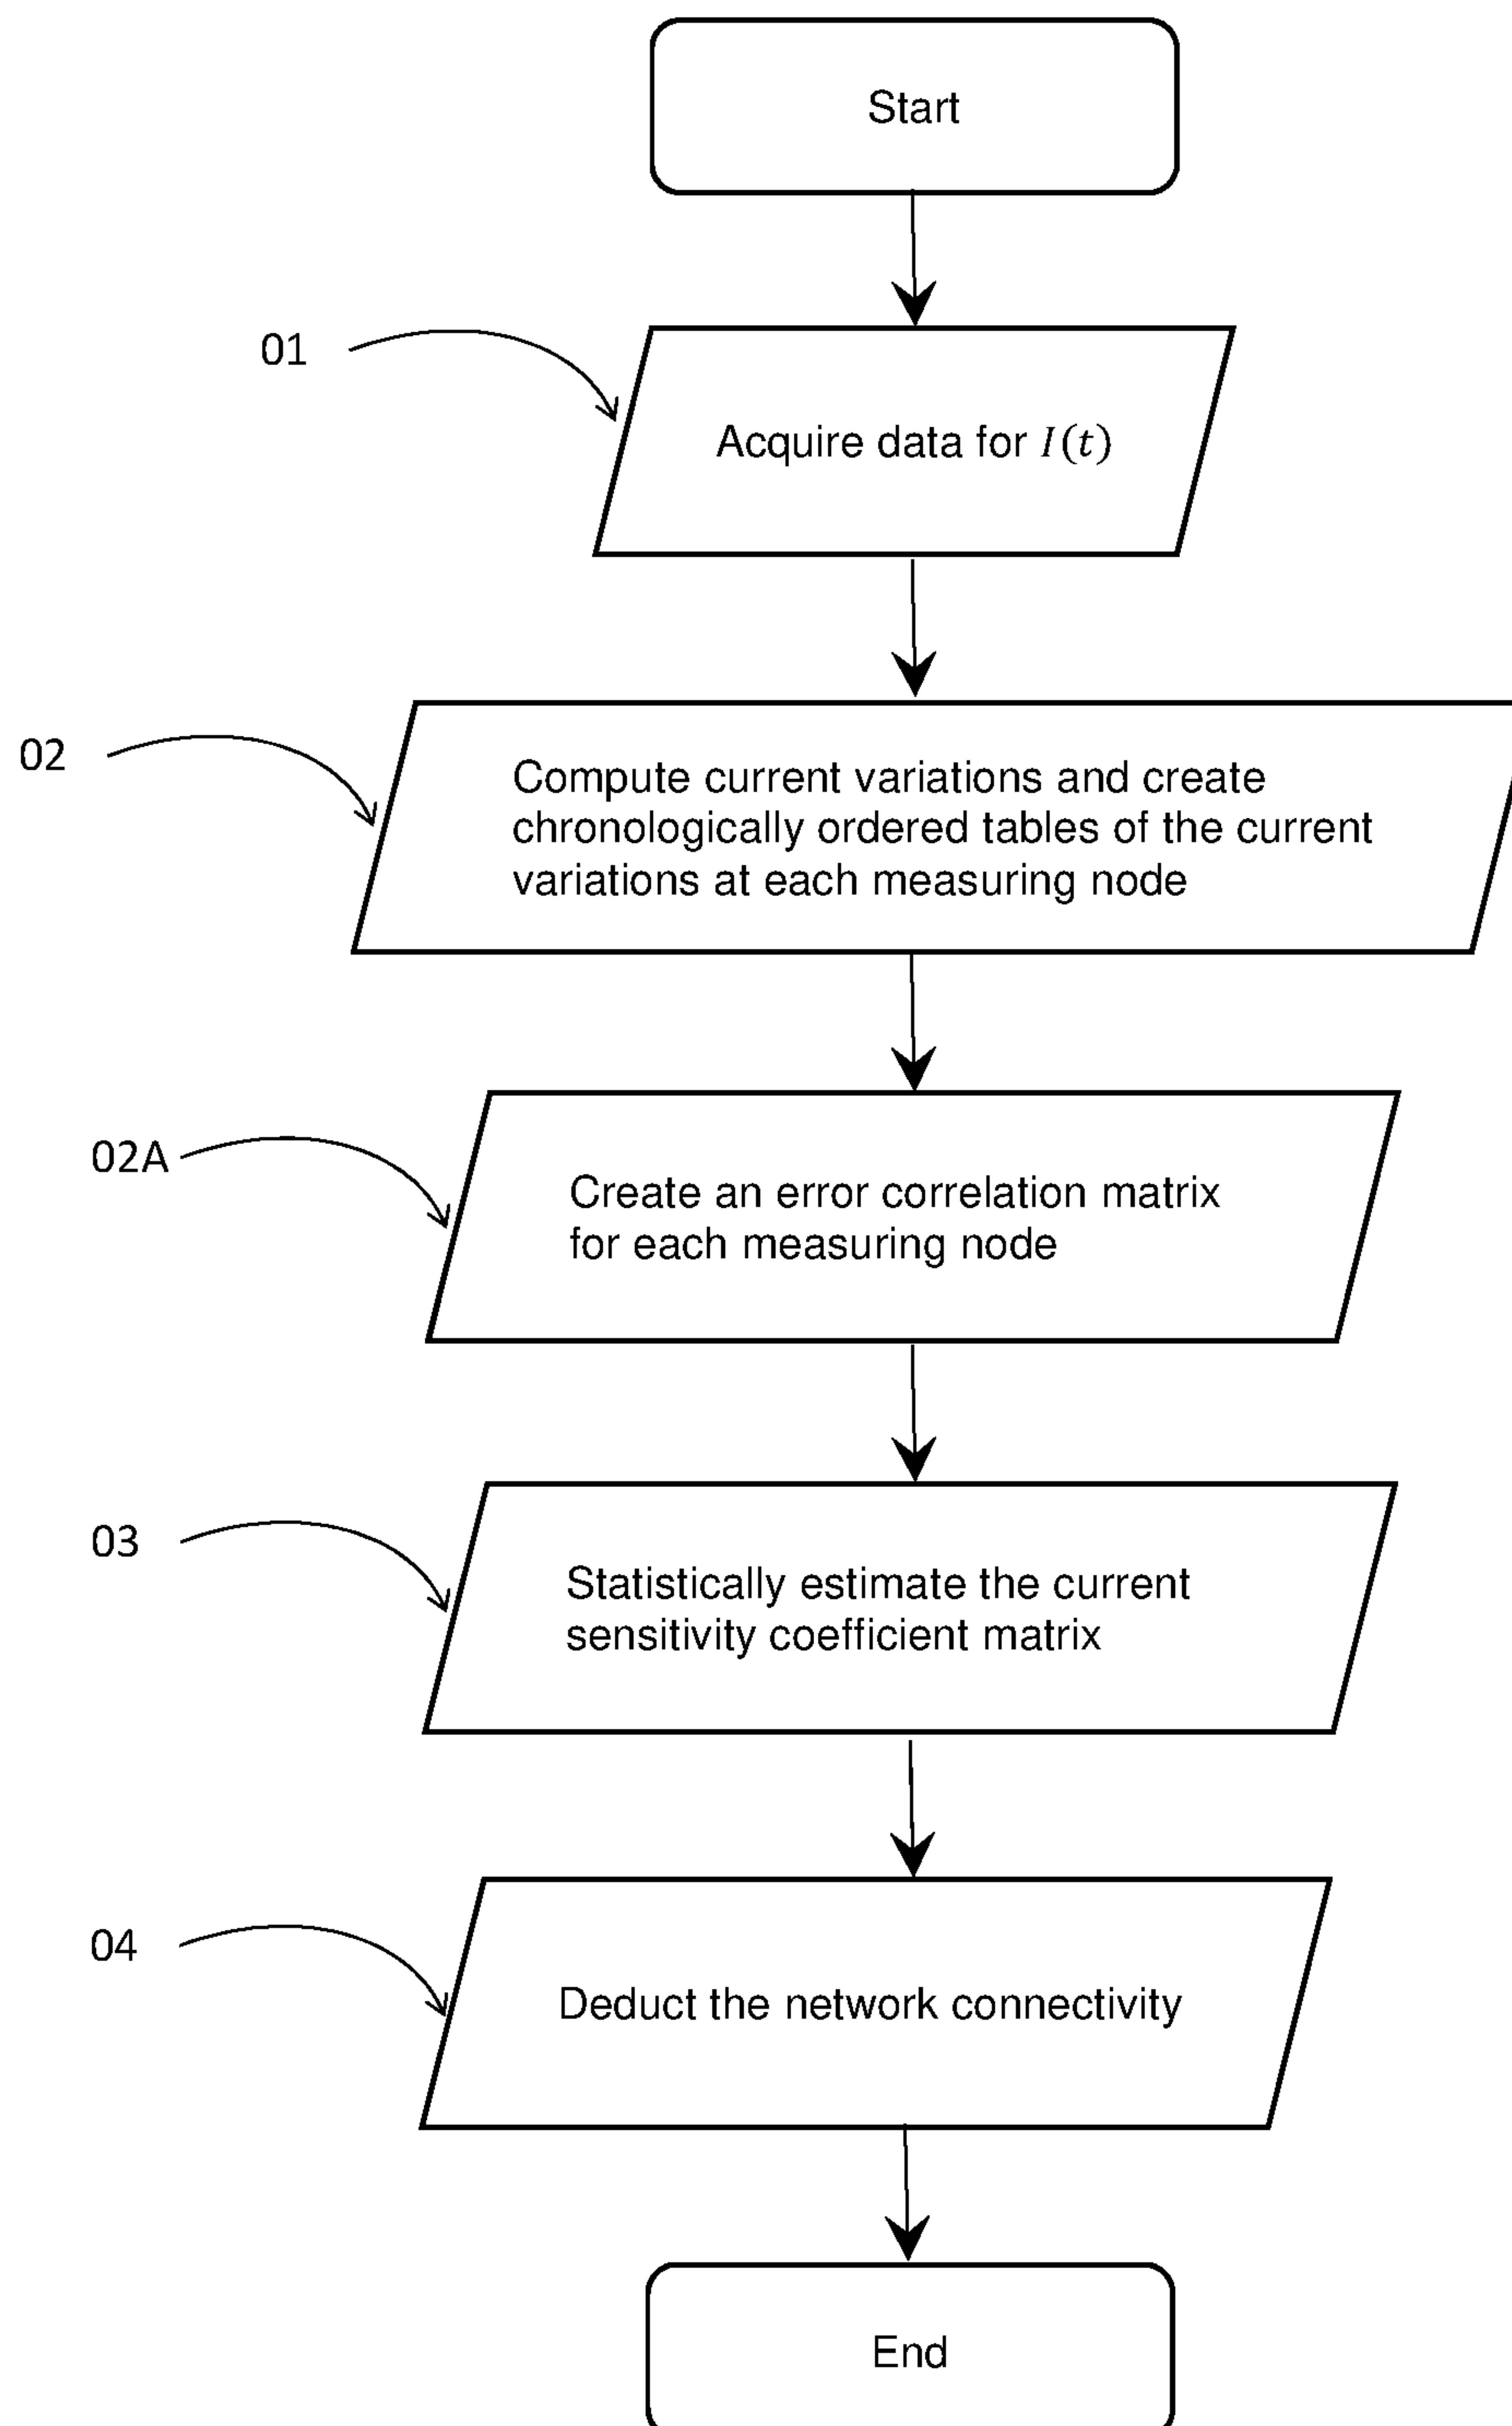 Start
01
Acquire data for I(t)
02
Compute current variations and create
chronologically ordered tables of the current
variations at each measuring node
02A
Create an error correlation matrix
for each measuring node
03
Statistically estimate the current
sensitivity coefficient matrix
04
Deduct the network connectivity
End